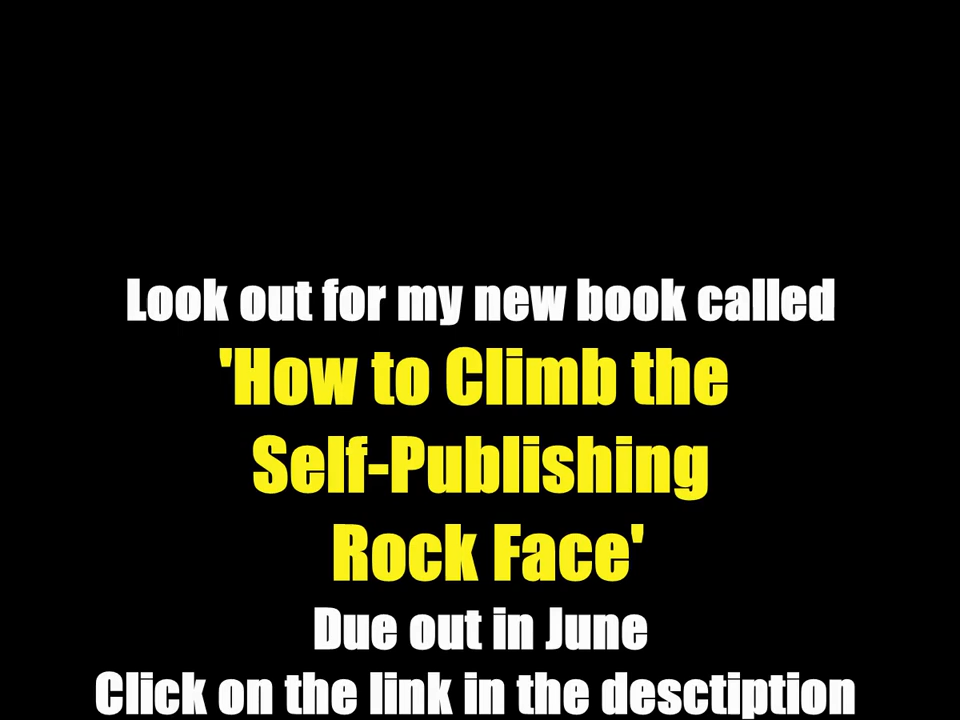 Look out for my new book called
'How to Climb the
Self-Publishing
Rock Face'
Due out in June
Click on the link in the desctiption